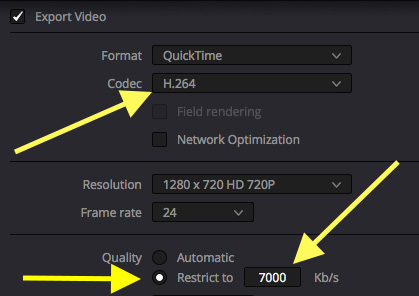 Export Video
Format QuickTime
Codec H.264
Field rendering
Network Optimization
Resolution 1280 x 720 HD 720P
Frame rate 24
Quality Automatic
Restrict to 7000 Kb/s